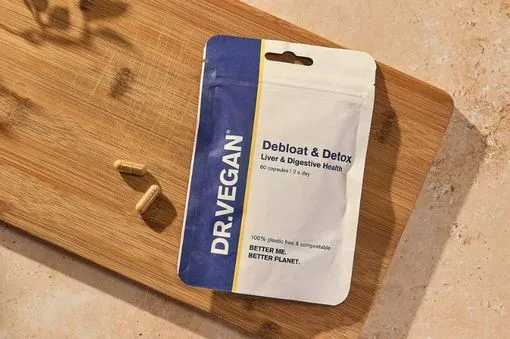 DR.VEGAN®
Debloat & Detox
Liver & Digestive Health
60 capsules | 2 a day
100% plastic free & compostable
BETTER ME.
BETTER PLANET.